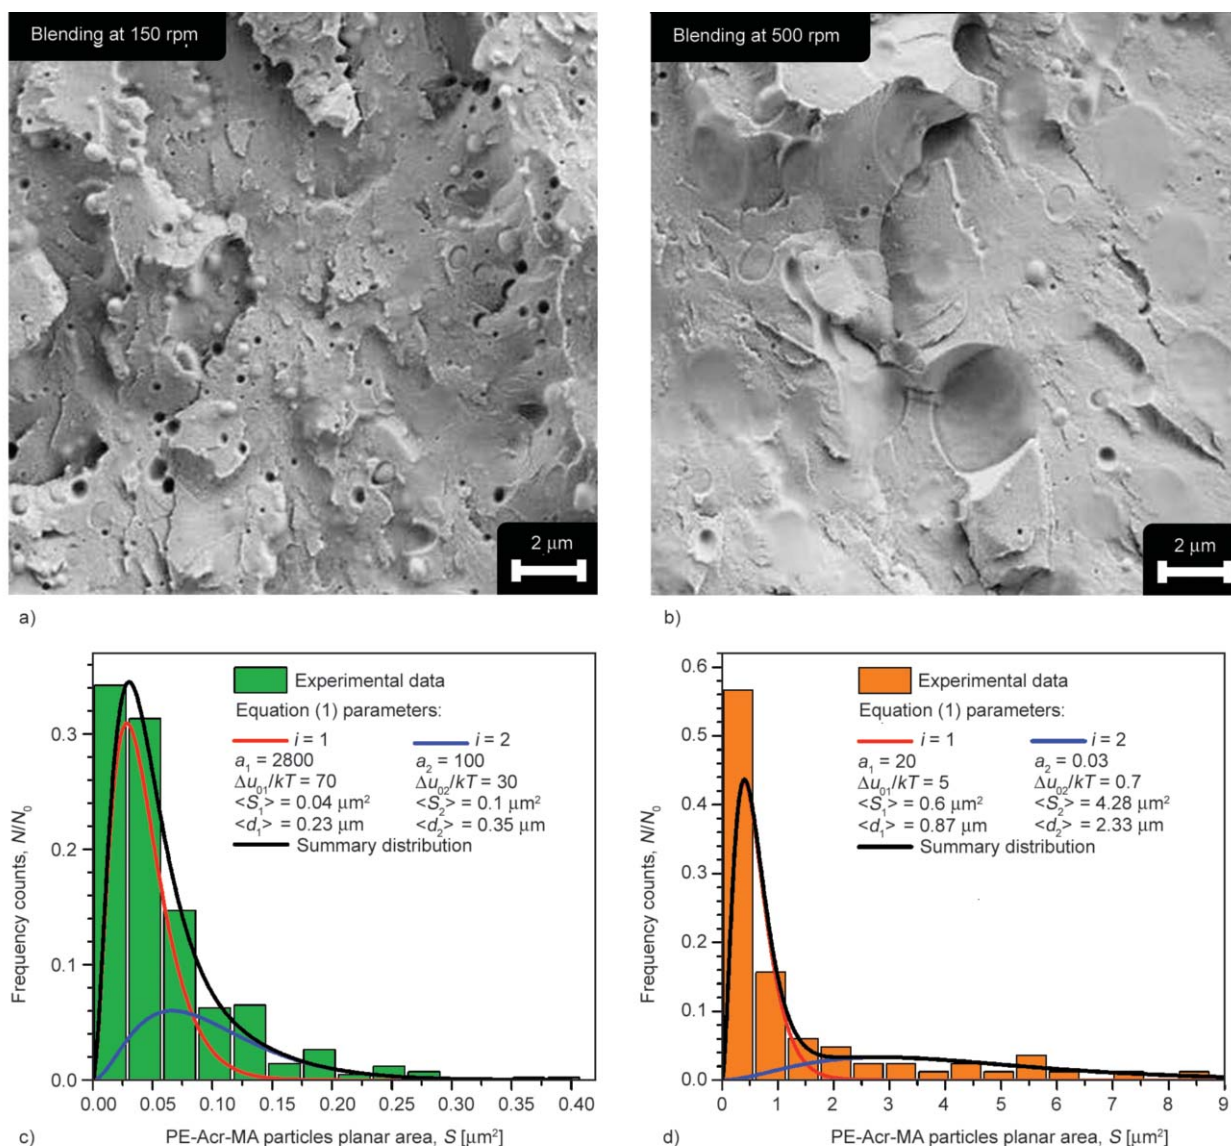 Blending at 150 rpm
2 μm
a)
Blending at 500 rpm
2 μm
b)
Frequency counts, N/N0
0.3
0.2
0.1
0.0
Experimental data
Equation (1) parameters:
i = 1
i = 2
a1 = 2800
a2 = 100
Δu01/kT = 70
Δu02/kT = 30
<S1> = 0.04 μm²
<S2> = 0.1 μm²
<d1> = 0.23 μm
<d2> = 0.35 μm
Summary distribution
0.00 0.05 0.10 0.15 0.20 0.25 0.30 0.35 0.40
PE-Acr-MA particles planar area, S [μm²]
c)
Frequency counts, N/N0
0.6
0.5
0.4
0.3
0.2
0.1
0.0
Experimental data
Equation (1) parameters:
i = 1
i = 2
a1 = 20
a2 = 0.03
Δu01/kT = 5
Δu02/kT = 0.7
<S1> = 0.6 μm²
<S2> = 4.28 μm²
<d1> = 0.87 μm
<d2> = 2.33 μm
Summary distribution
0 1 2 3 4 5 6 7 8 9
PE-Acr-MA particles planar area, S [μm²]
d)